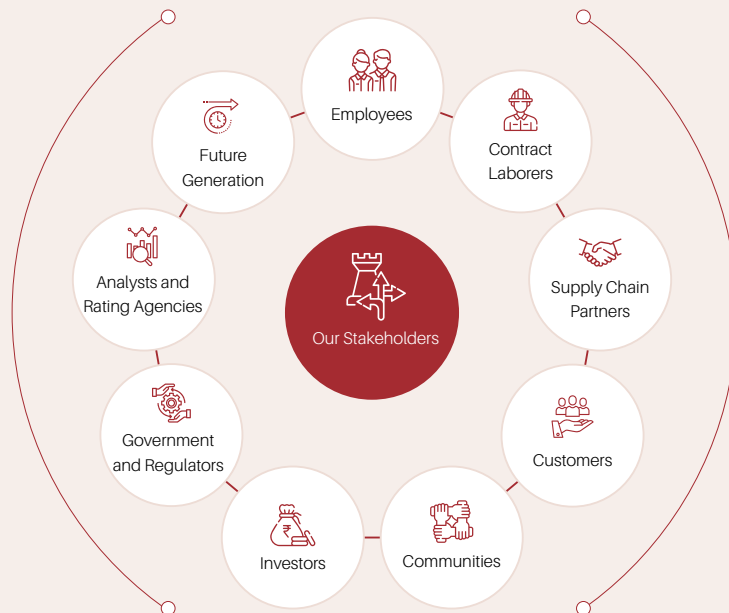 Employees
Contract
Laborers
Supply Chain
Partners
Customers
Communities
Investors
Government
and Regulators
Analysts and
Rating Agencies
Future
Generation
Our Stakeholders
₹